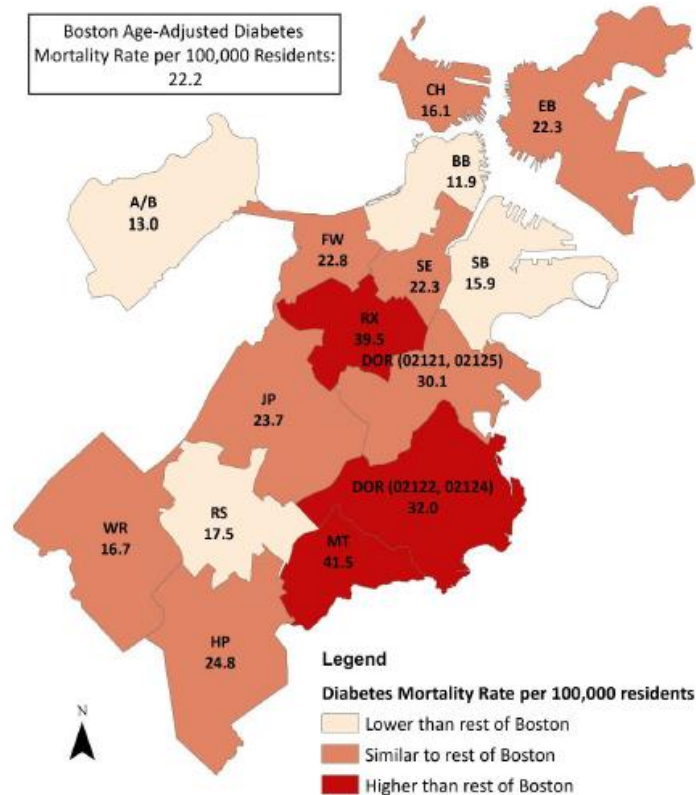 Boston Age-Adjusted Diabetes
Mortality Rate per 100,000 Residents:
22.2
CH
16.1
EB
22.3
BB
11.9
A/B
13.0
FW
22.8
SE
22.3
SB
15.9
RX
39.5
DOR (02121, 02125)
30.1
JP
23.7
DOR (02122, 02124)
32.0
RS
17.5
WR
16.7
MT
41.5
HP
24.8
N
Legend
Diabetes Mortality Rate per 100,000 residents
Lower than rest of Boston
Similar to rest of Boston
Higher than rest of Boston